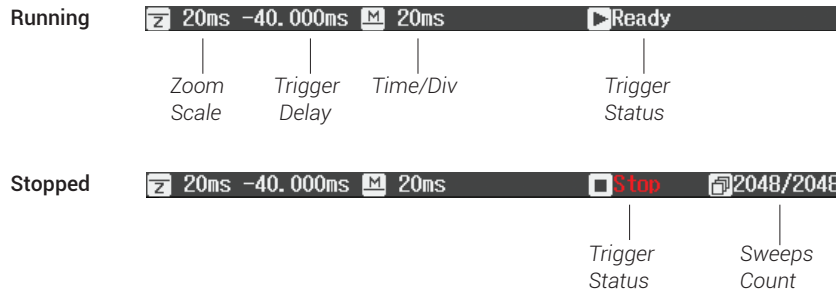 Running Z 20ms -40.000ms M 20ms Ready
Zoom Scale
Trigger Delay
Time/Div
Trigger Status
Stopped Z 20ms -40.000ms M 20ms Stop 2048/2048
Trigger Status
Sweeps Count